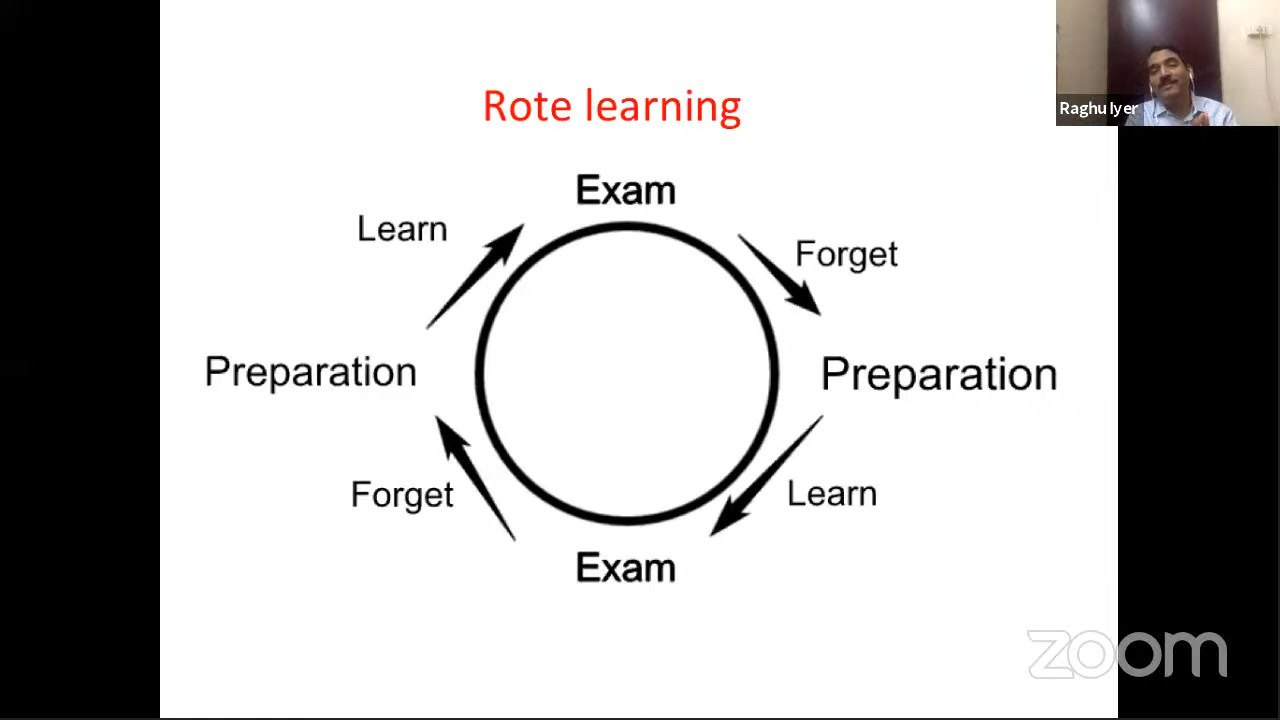 Rote learning
Raghu Iyer
Exam
Learn
Forget
Preparation
Preparation
Forget
Learn
Exam
zoom